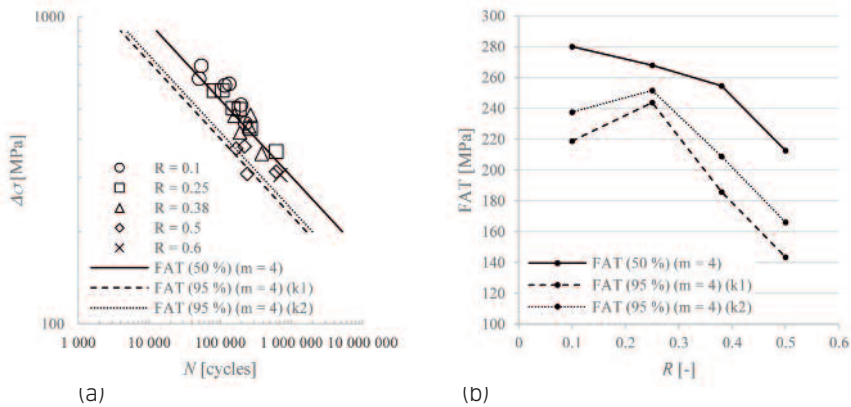 1000
100
Δσ [MPa]
R = 0.1
R = 0.25
R = 0.38
R = 0.5
R = 0.6
FAT (50 %) (m = 4)
FAT (95 %) (m = 4) (k1)
FAT (95 %) (m = 4) (k2)
1 000 10 000 100 000 1 000 000 10 000 000
N [cycles]
(a)
300
280
260
240
220
200
180
160
140
120
100
FAT [MPa]
FAT (50 %) (m = 4)
FAT (95 %) (m = 4) (k1)
FAT (95 %) (m = 4) (k2)
0 0.1 0.2 0.3 0.4 0.5 0.6
R [-]
(b)